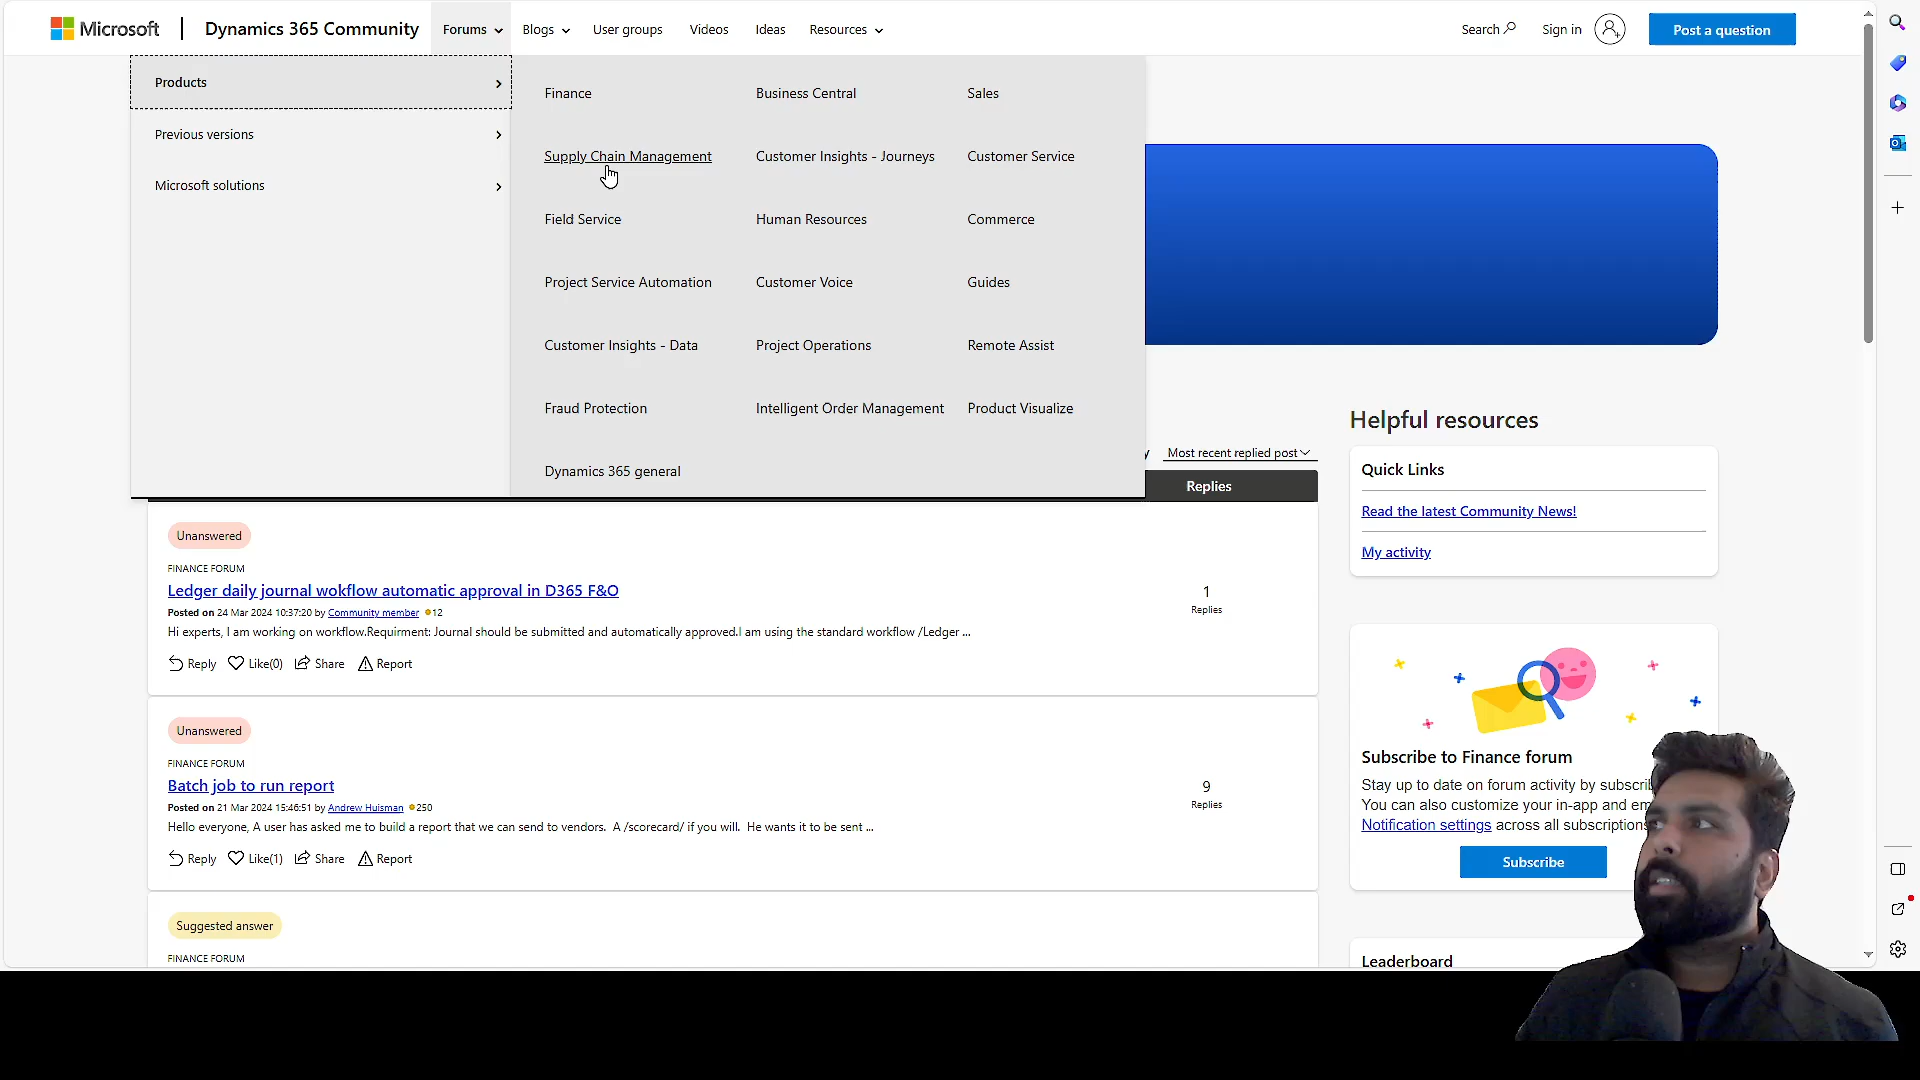 Microsoft
Dynamics 365 Community
Forums
Blogs
User groups
Videos
Ideas
Resources
Search
Sign in
Post a question
Products
Previous versions
Microsoft solutions
Finance
Business Central
Sales
Supply Chain Management
Customer Insights - Journeys
Customer Service
Field Service
Human Resources
Commerce
Project Service Automation
Customer Voice
Guides
Customer Insights - Data
Project Operations
Remote Assist
Fraud Protection
Intelligent Order Management
Product Visualize
Dynamics 365 general
Most recent replied post
Replies
Unanswered
FINANCE FORUM
Ledger daily journal wokflow automatic approval in D365 F&O
Posted on 24 Mar 2024 10:37:20 by Community member 12
Hi experts, I am working on workflow.Requirment: Journal should be submitted and automatically approved.I am using the standard workflow /Ledger ...
Reply Like(0) Share Report
1
Replies
Unanswered
FINANCE FORUM
Batch job to run report
Posted on 21 Mar 2024 15:46:51 by Andrew Huisman 250
Hello everyone, A user has asked me to build a report that we can send to vendors. A /scorecard/ if you will. He wants it to be sent ...
Reply Like(1) Share Report
9
Replies
Suggested answer
FINANCE FORUM
Helpful resources
Quick Links
Read the latest Community News!
My activity
Subscribe to Finance forum
Stay up to date on forum activity by
You can also customize your in-app and
Notification settings across all subscriptions
Subscribe
Leaderboard